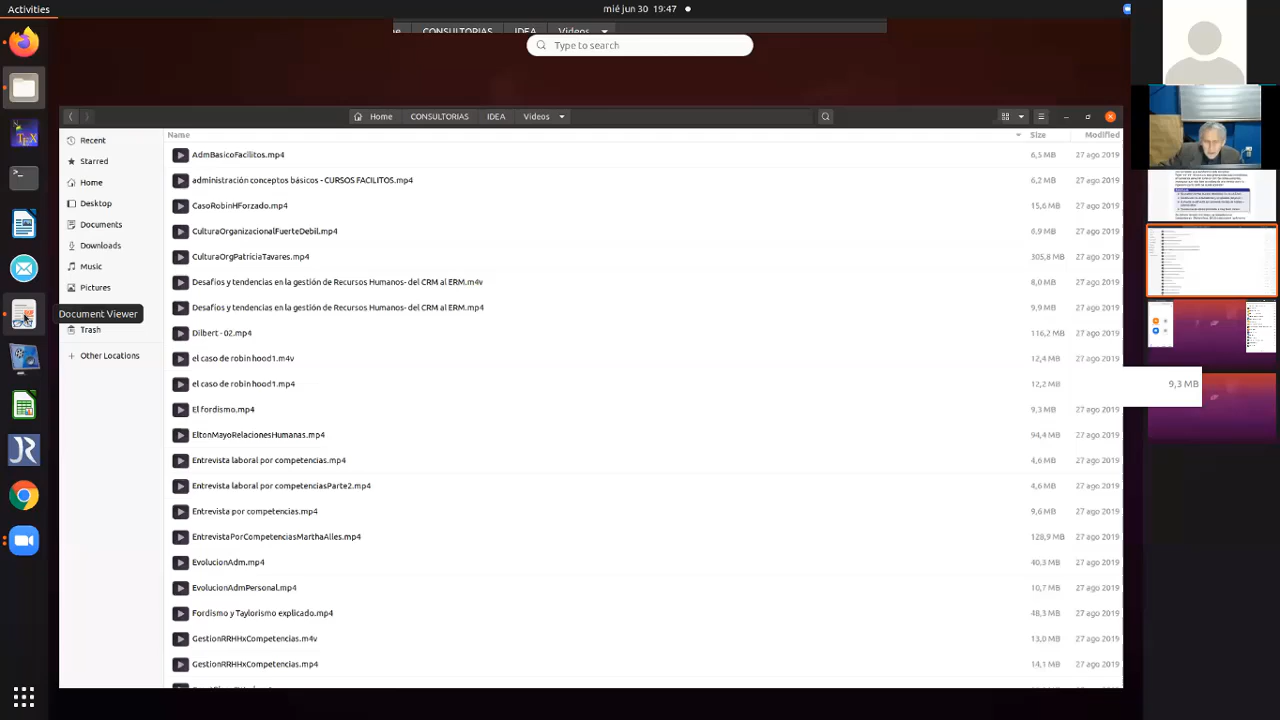 Activities
mié jun 30 19:47
CONSULTORIAS IDEA Videos
Type to search
Home CONSULTORIAS IDEA Videos
Name Size Modified
Recent
Starred
Home
Desktop
Documents
Downloads
Music
Pictures
Document Viewer
Trash
Other Locations
AdmBasicoFacilitos.mp4 6,5 MB 27 ago 2019
administración conceptos básicos - CURSOS FACILITOS.mp4 6,2 MB 27 ago 2019
CasoRobinHForzado.mp4 15,6 MB 27 ago 2019
CulturaOrganizacionalFuerteDebil.mp4 6,9 MB 27 ago 2019
CulturaOrgPatriciaTavares.mp4 305,8 MB 27 ago 2019
Desafios y tendencias en la gestión de Recursos Humanos- del CRM al ERM.m4v 8,0 MB 27 ago 2019
Desafios y tendencias en la gestión de Recursos Humanos- del CRM al ERM.mp4 9,9 MB 27 ago 2019
Dilbert - 02.mp4 116,2 MB 27 ago 2019
el caso de robin hood1.m4v 12,4 MB 27 ago 2019
el caso de robin hood1.mp4 12,2 MB 27 ago 2019
El fordismo.mp4 9,3 MB 27 ago 2019
EltonMayoRelacionesHumanas.mp4 94,4 MB 27 ago 2019
Entrevista laboral por competencias.mp4 4,6 MB 27 ago 2019
Entrevista laboral por competenciasParte2.mp4 4,6 MB 27 ago 2019
Entrevista por competencias.mp4 9,6 MB 27 ago 2019
EntrevistaPorCompetenciasMarthaAlles.mp4 128,9 MB 27 ago 2019
EvolucionAdm.mp4 40,3 MB 27 ago 2019
EvolucionAdmPersonal.mp4 10,7 MB 27 ago 2019
Fordismo y Taylorismo explicado.mp4 48,3 MB 27 ago 2019
GestionRRHHxCompetencias.m4v 13,0 MB 27 ago 2019
GestionRRHHxCompetencias.mp4 14,1 MB 27 ago 2019
9,3 MB